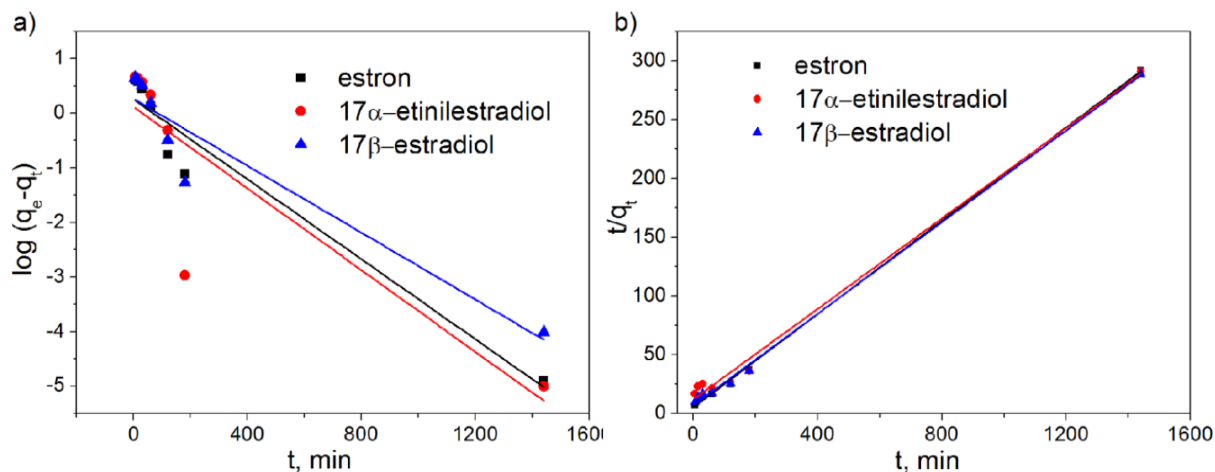 a)
1
0
-1
-2
-3
-4
-5
log (qₑ-qₜ)
estron
17α-etinilestradiol
17β-estradiol
0 400 800 1200 1600
t, min
b)
300
250
200
150
100
50
0
t/qₜ
estron
17α-etinilestradiol
17β-estradiol
0 400 800 1200 1600
t, min